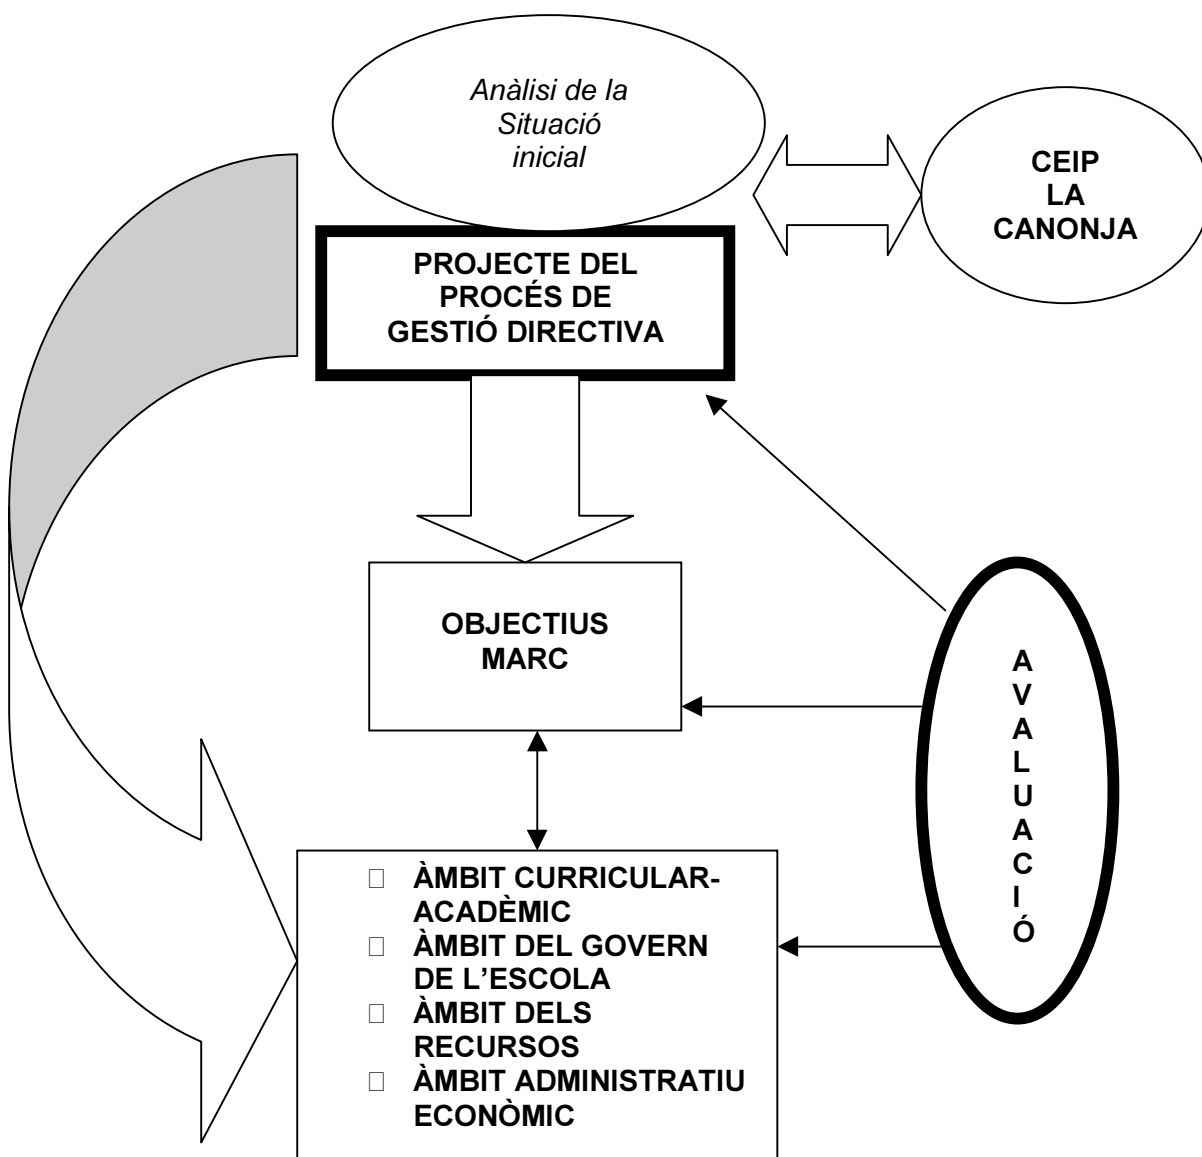 Anàlisi de la
Situació
inicial
CEIP
LA
CANONJA
PROJECTE DEL
PROCÉS DE
GESTIÓ DIRECTIVA
OBJECTIUS
MARC
A
V
A
L
U
A
C
I
Ó
□ ÀMBIT CURRICULAR-
ACADÈMIC
□ ÀMBIT DEL GOVERN
DE L’ESCOLA
□ ÀMBIT DELS
RECURSOS
□ ÀMBIT ADMINISTRATIU
ECONÒMIC